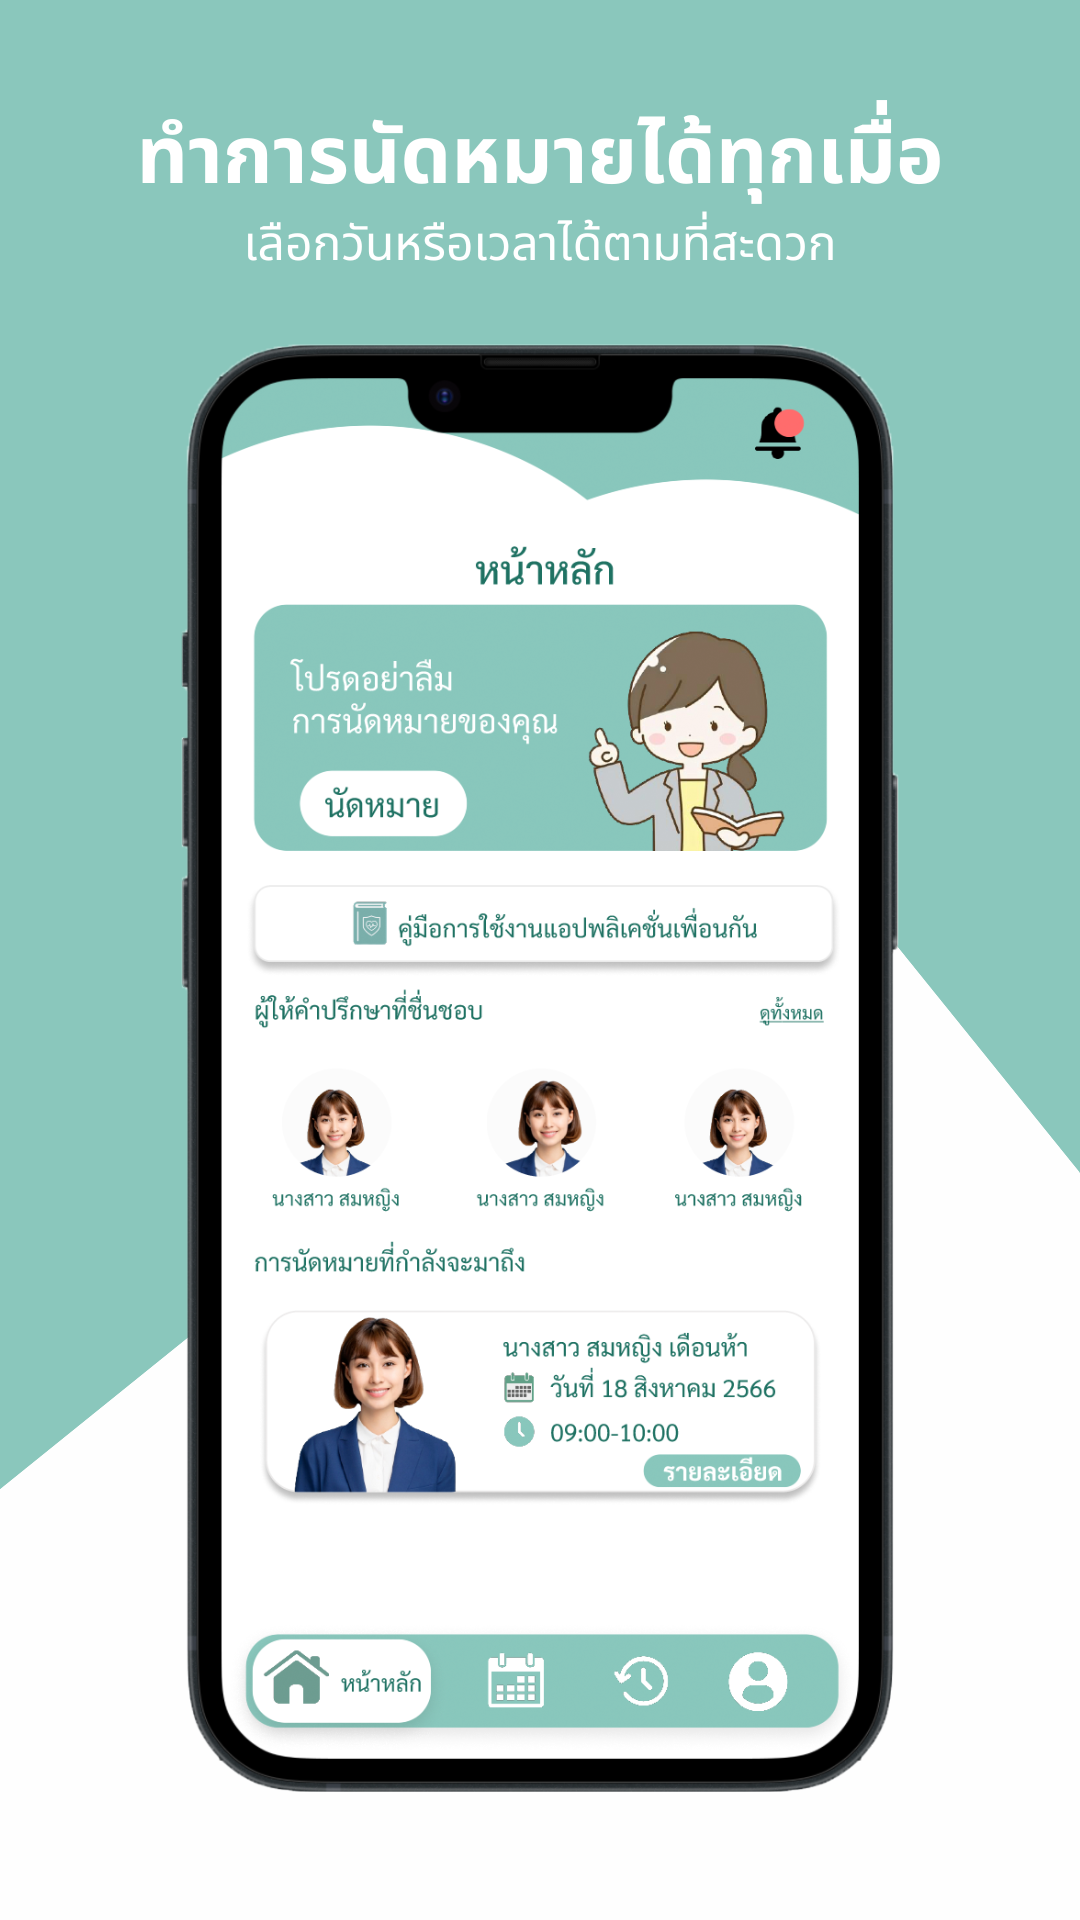 ทำการนัดหมายได้ทุกเมื่อ
เลือกวันหรือเวลาได้ตามที่สะดวก
หน้าหลัก
โปรดอย่าลืม
การนัดหมายของคุณ
นัดหมาย
คู่มือการใช้งานแอปพลิเคชั่นเพื่อนกัน
ผู้ให้คำปรึกษาที่ชื่นชอบ
ดูทั้งหมด
นางสาว สมหญิง
นางสาว สมหญิง
นางสาว สมหญิง
การนัดหมายที่กำลังจะมาถึง
นางสาว สมหญิง เดือนห้า
วันที่ 18 สิงหาคม 2566
09:00-10:00
รายละเอียด
หน้าหลัก